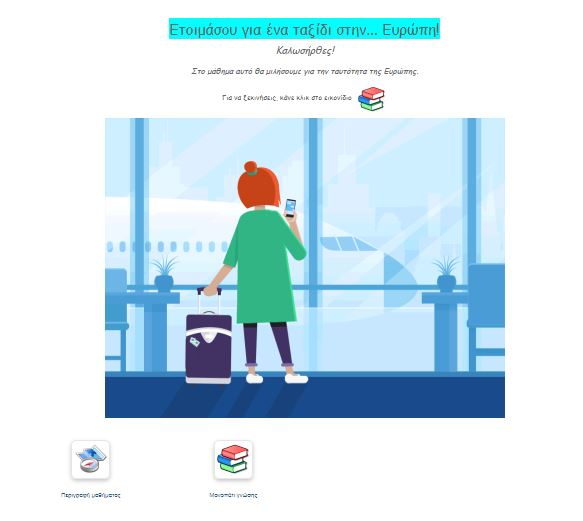 Ετοιμάσου για ένα ταξίδι στην... Ευρώπη!
Καλωσήρθες!
Στο μάθημα αυτό θα μιλήσουμε για την ταυτότητα της Ευρώπης.
Για να ξεκινήσεις, κάνε κλικ στο εικονίδιο
Περιγραφή μαθήματος
Μονοπάτι γνώσης